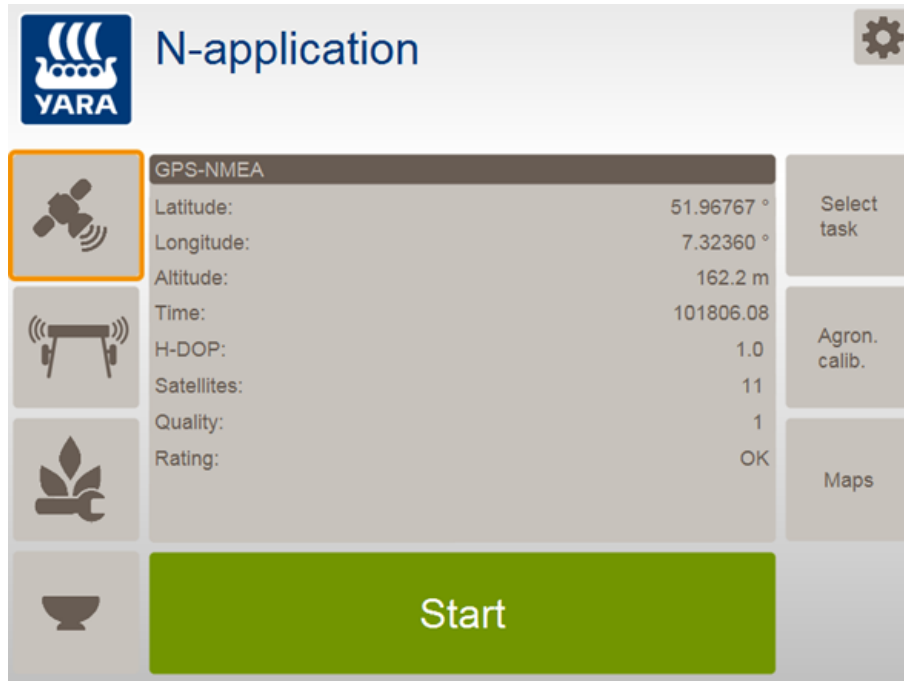 YARA
N-application
GPS-NMEA
Latitude: 51.96767 °
Longitude: 7.32360 °
Altitude: 162.2 m
Time: 101806.08
H-DOP: 1.0
Satellites: 11
Quality: 1
Rating: OK
Select
task
Agron.
calib.
Maps
Start